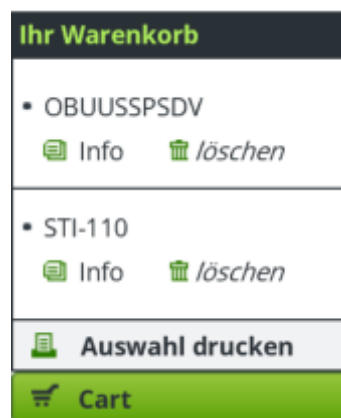 Ihr Warenkorb
• OBUUSSPSDV
Info löschen
• STI-110
Info löschen
Auswahl drucken
Cart